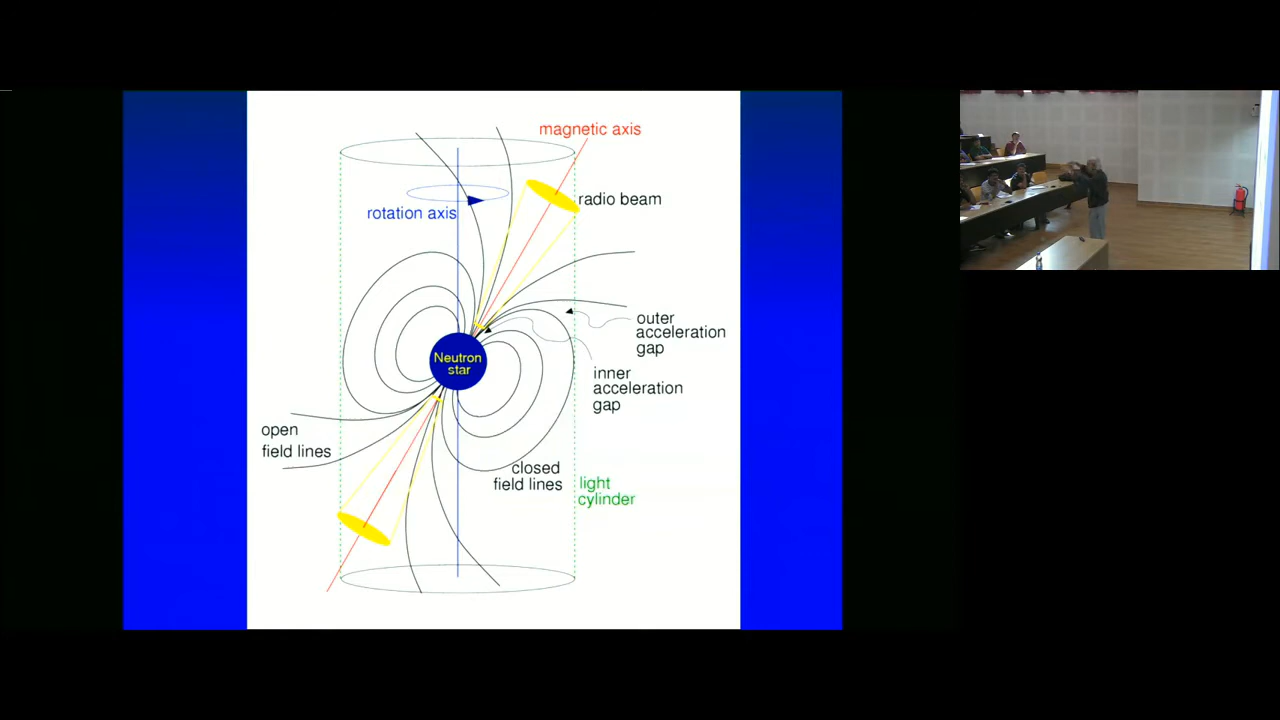 magnetic axis
radio beam
rotation axis
outer
acceleration
gap
Neutron
star
inner
acceleration
gap
open
field lines
closed
field lines
light
cylinder